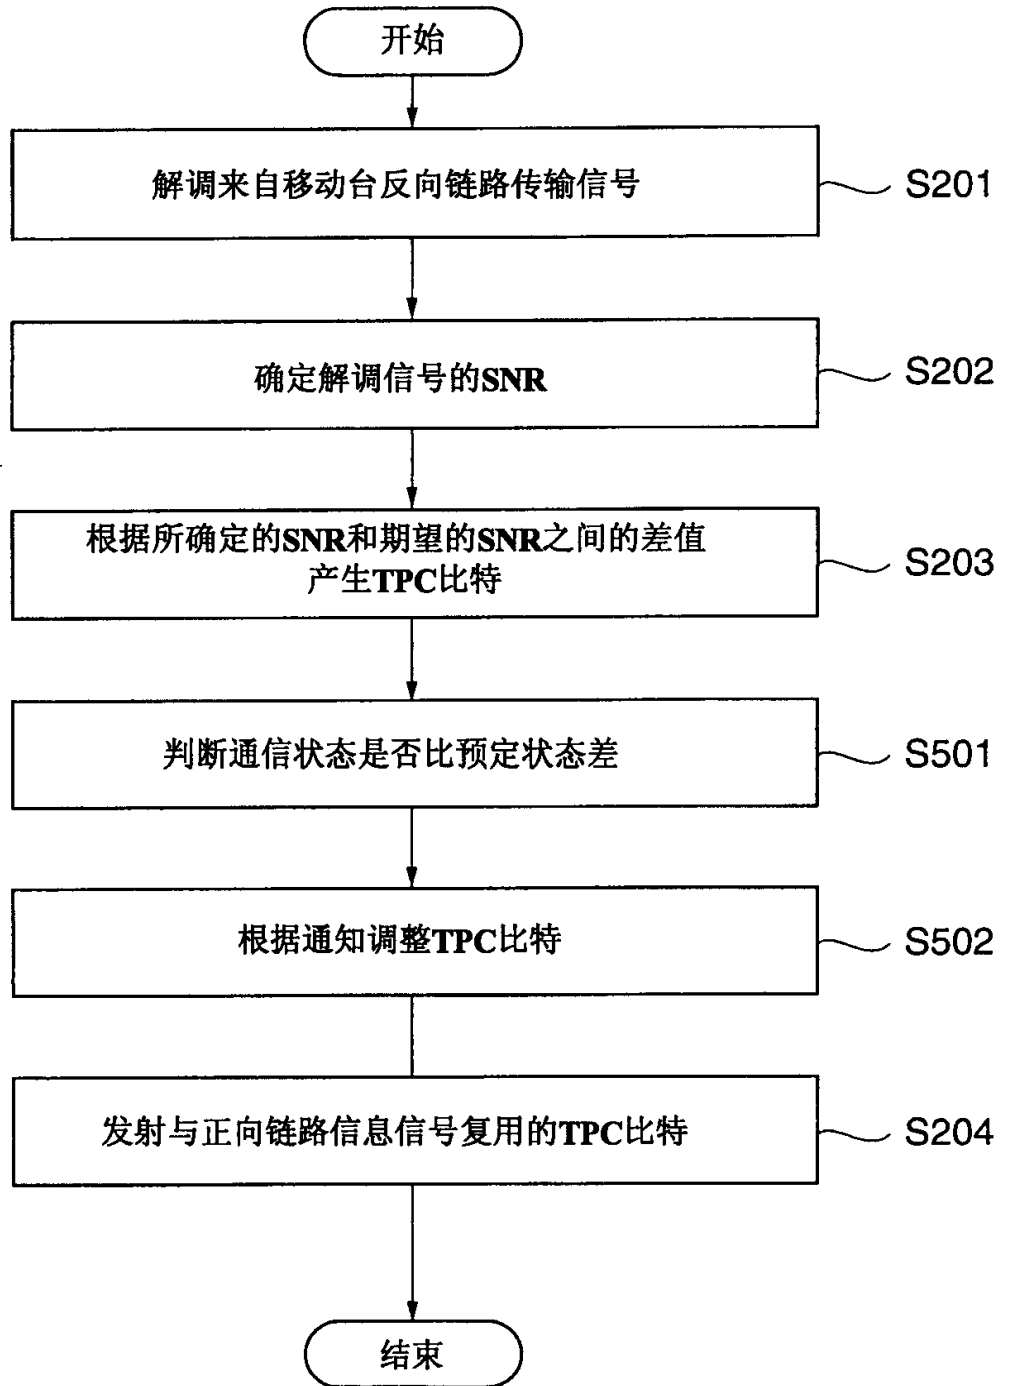 开始
解调来自移动台反向链路传输信号
S201
确定解调信号的SNR
S202
根据所确定的SNR和期望的SNR之间的差值
产生TPC比特
S203
判断通信状态是否比预定状态差
S501
根据通知调整TPC比特
S502
发射与正向链路信息信号复用的TPC比特
S204
结束